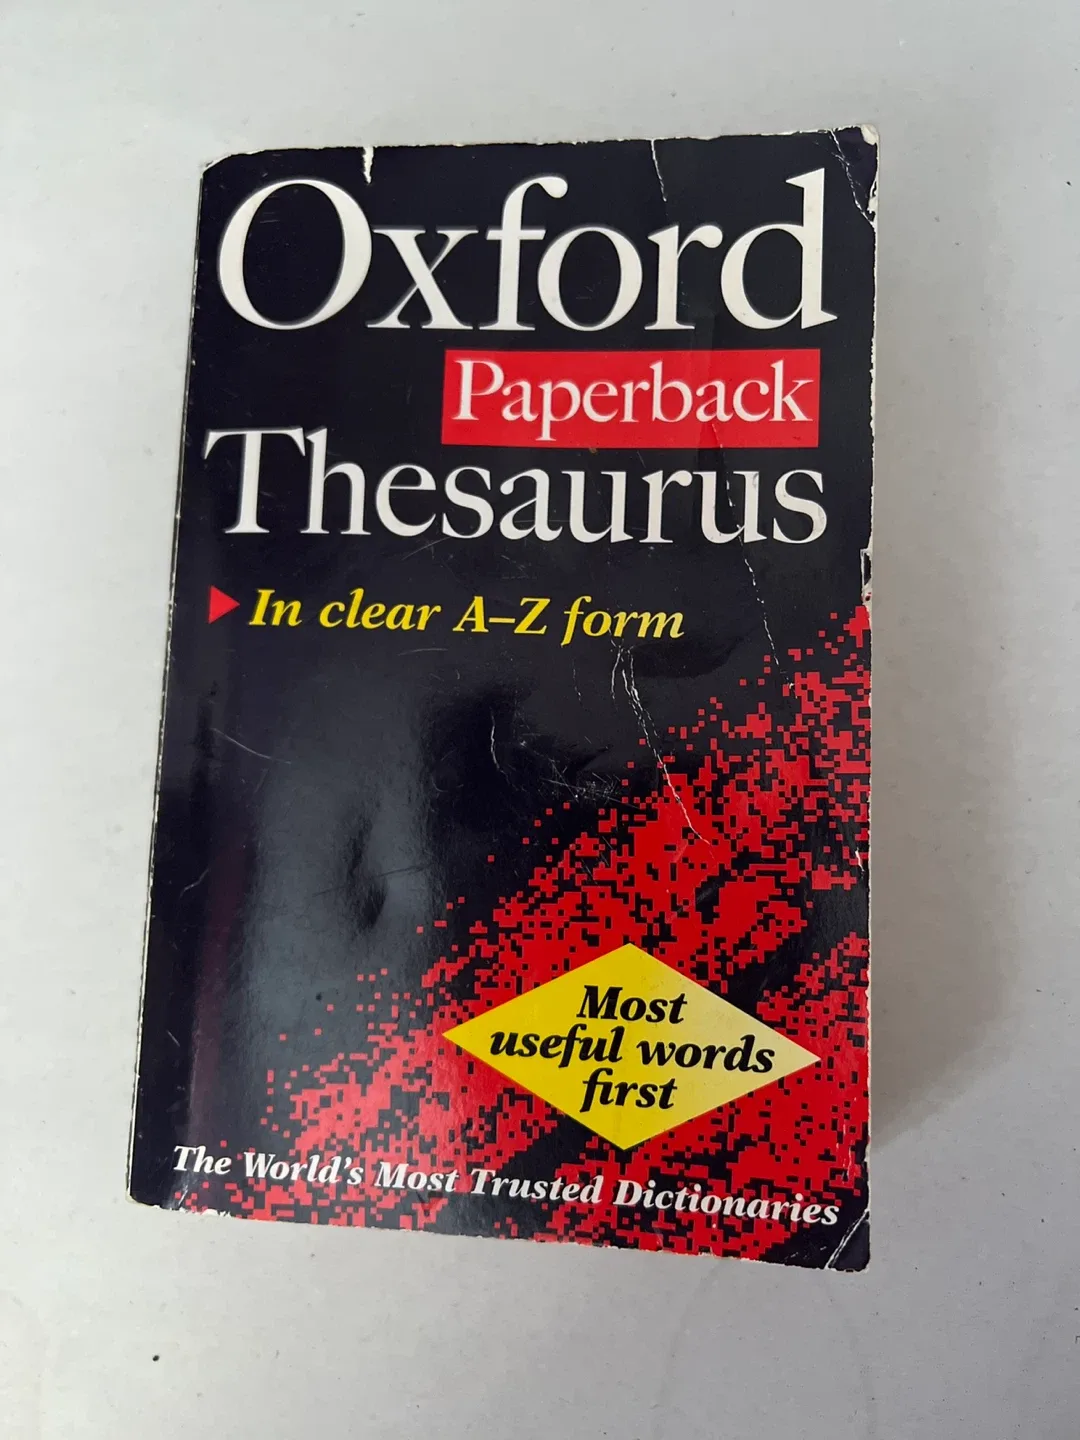 Oxford
Paperback
Thesaurus
In clear A–Z form
Most
useful words
first
The World's Most Trusted Dictionaries